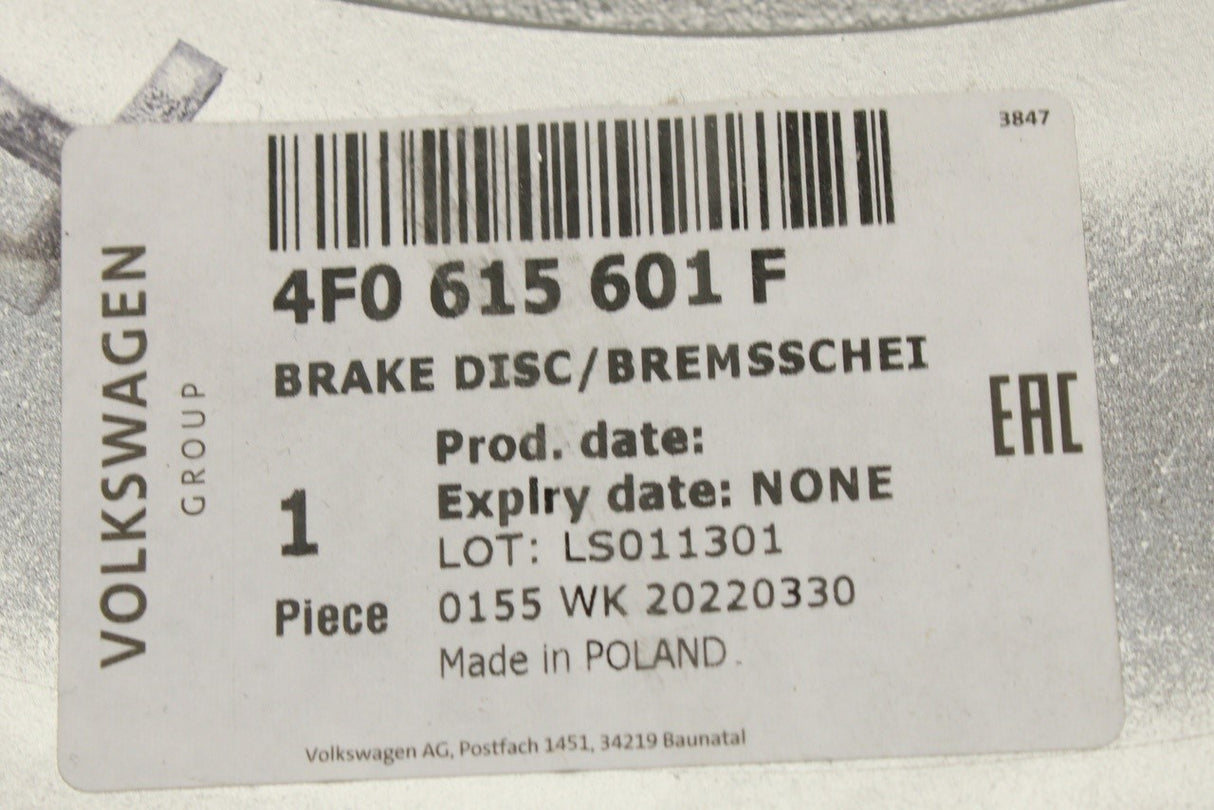 3847
VOLKSWAGEN
GROUP
4F0 615 601 F
BRAKE DISC/BREMSSCHEI
EAC
Prod. date:
Expiry date: NONE
1
Piece
LOT: LS011301
0155 WK 20220330
Made in POLAND.
Volkswagen AG, Postfach 1451, 34219 Baunatal